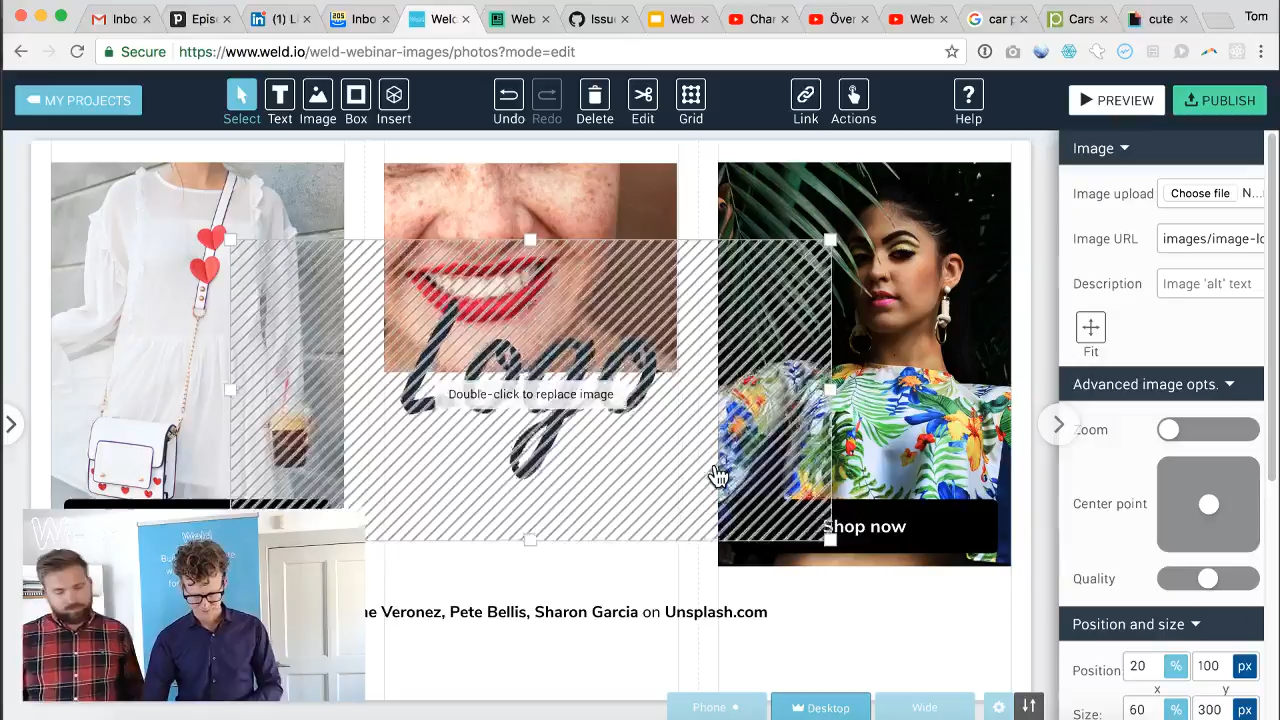 Inbo
Epis
(1) L
205
Inbo
Weld
Web
Issu
Web
Cha
Över
Web
car p
Cars
cute
Tom
Secure
https://www.weld.io/weld-webinar-images/photos?mode=edit
MY PROJECTS
Select
Text
Image
Box
Insert
Undo
Redo
Delete
Edit
Grid
Link
Actions
Help
PREVIEW
PUBLISH
Image
Image upload
Choose file
N...
Image URL
images/image-lo
Description
Image 'alt' text
Fit
Advanced image opts.
Zoom
Center point
Quality
Position and size
Position:
20
%
100
px
x
y
Size:
60
%
300
px
Logo
Double-click to replace image
Shop now
ne Veronez, Pete Bellis, Sharon Garcia on Unsplash.com
Phone
Desktop
Wide